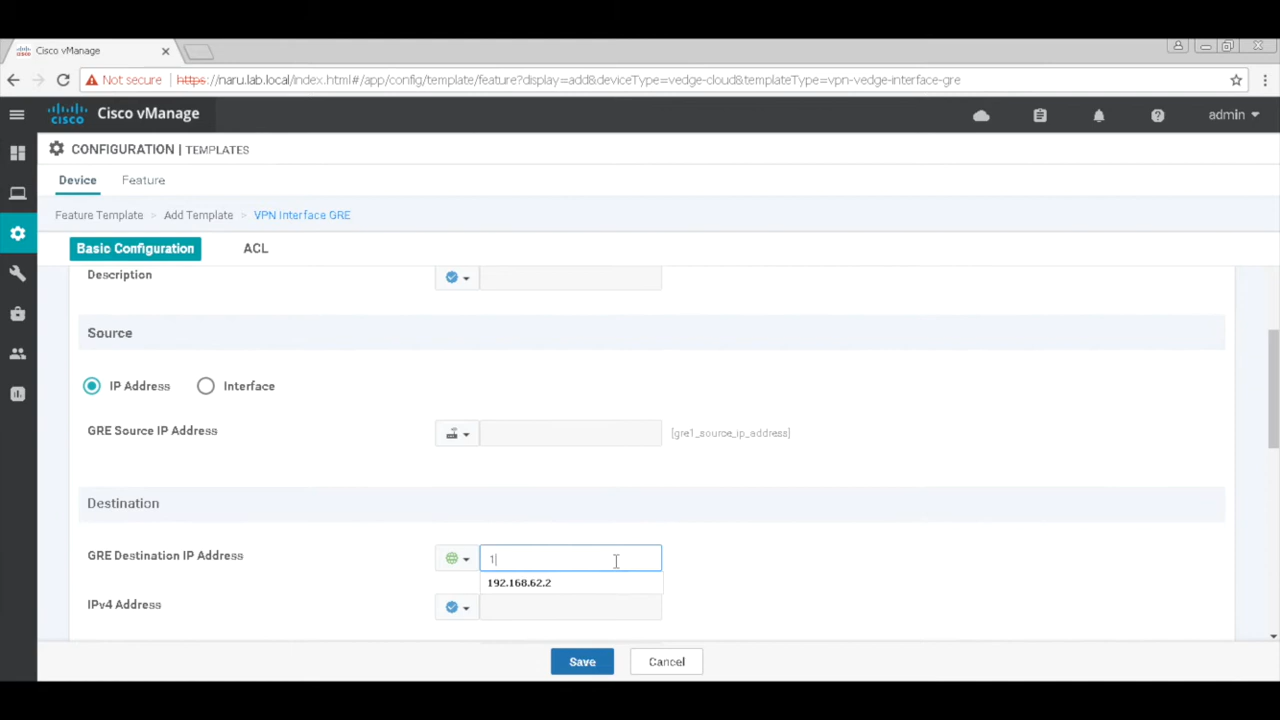 Cisco vManage
Not secure | https://naru.lab.local/index.html#/app/config/template/feature?display=add&deviceType=vedge-cloud&templateType=vpn-vedge-interface-gre
cisco Cisco vManage admin
CONFIGURATION | TEMPLATES
Device Feature
Feature Template > Add Template > VPN Interface GRE
Basic Configuration ACL
Description
Source
IP Address Interface
GRE Source IP Address [gre1_source_ip_address]
Destination
GRE Destination IP Address 1
192.168.62.2
IPv4 Address
Save Cancel